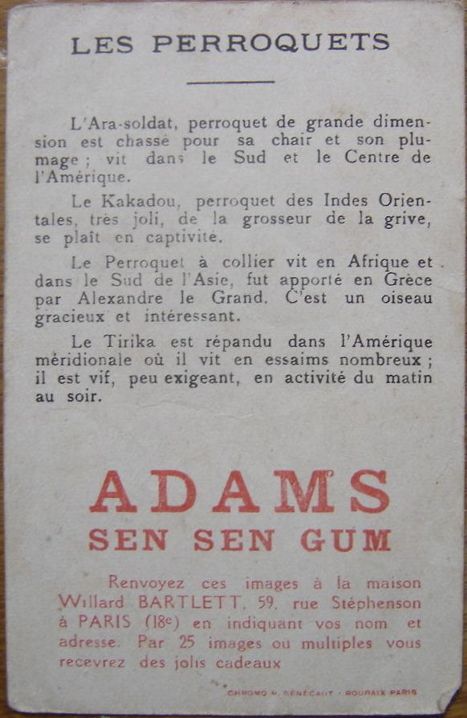 LES PERROQUETS
L'Ara-soldat, perroquet de grande dimen-
sion est chassé pour sa chair et son plu-
mage ; vit dans le Sud et le Centre de
l'Amérique.
Le Kakadou, perroquet des Indes Orien-
tales, très joli, de la grosseur de la grive,
se plaît en captivité.
Le Perroquet à collier vit en Afrique et
dans le Sud de l'Asie, fut apporté en Grèce
par Alexandre le Grand. C'est un oiseau
gracieux et intéressant.
Le Tirika est répandu dans l'Amérique
méridionale où il vit en essaims nombreux ;
il est vif, peu exigeant, en activité du matin
au soir.
ADAMS
SEN SEN GUM
Renvoyez ces images à la maison
Willard BARTLETT, 59, rue Stéphenson
à PARIS (18e) en indiquant vos nom et
adresse. Par 25 images ou multiples vous
recevrez des jolis cadeaux
CHROMO V. SÉNÉCAUT - ROUBAIX PARIS